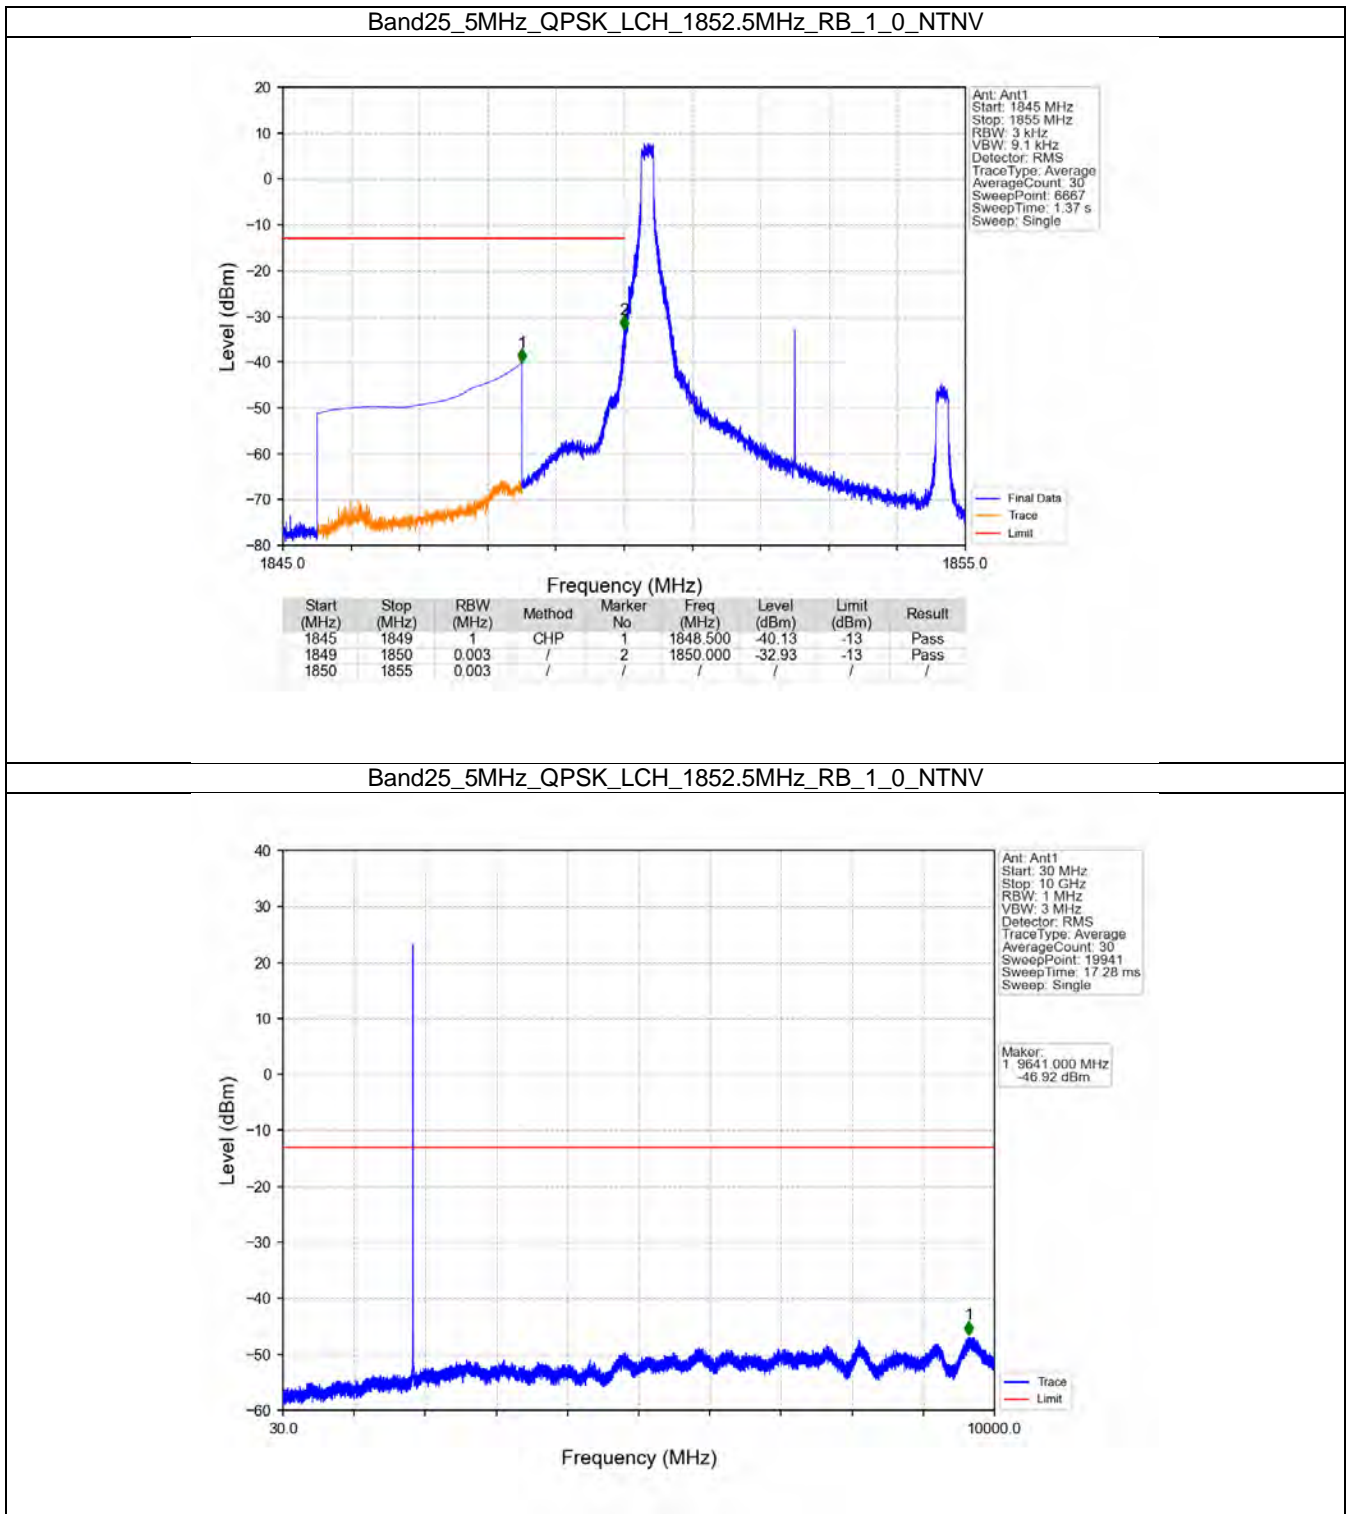 Band25_5MHz_QPSK_LCH_1852.5MHz_RB_1_0_NTNV
20
10
0
−10
−20
−30
−40
−50
−60
−70
−80
Level (dBm)
1
2
1845.0
1855.0
Frequency (MHz)
Ant: Ant1
Start: 1845 MHz
Stop: 1855 MHz
RBW: 3 kHz
VBW: 9.1 kHz
Detector: RMS
TraceType: Average
AverageCount: 30
SweepPoint: 6667
SweepTime: 1.37 s
Sweep: Single
Final Data
Trace
Limit
Start (MHz) Stop (MHz) RBW (MHz) Method Marker No Freq (MHz) Level (dBm) Limit (dBm) Result
1845 1849 1 CHP 1 1848.500 -40.13 -13 Pass
1849 1850 0.003 / 2 1850.000 -32.93 -13 Pass
1850 1855 0.003 / / / / / /
Band25_5MHz_QPSK_LCH_1852.5MHz_RB_1_0_NTNV
40
30
20
10
0
−10
−20
−30
−40
−50
−60
Level (dBm)
1
30.0
10000.0
Frequency (MHz)
Ant: Ant1
Start: 30 MHz
Stop: 10 GHz
RBW: 1 MHz
VBW: 3 MHz
Detector: RMS
TraceType: Average
AverageCount: 30
SweepPoint: 19941
SweepTime: 17.28 ms
Sweep: Single
Maker:
1 9641.000 MHz
-46.92 dBm
Trace
Limit